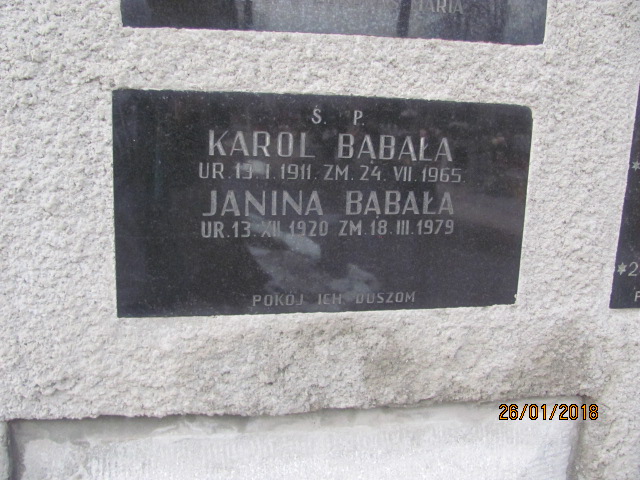 ARIA
Ś. P.
KAROL BĄBAŁA
UR. 13. I. 1911. ZM. 24. VII. 1965.
JANINA BĄBAŁA
UR. 13. XII 1920 ZM. 18. III. 1979
POKÓJ ICH DUSZOM
26/01/2018